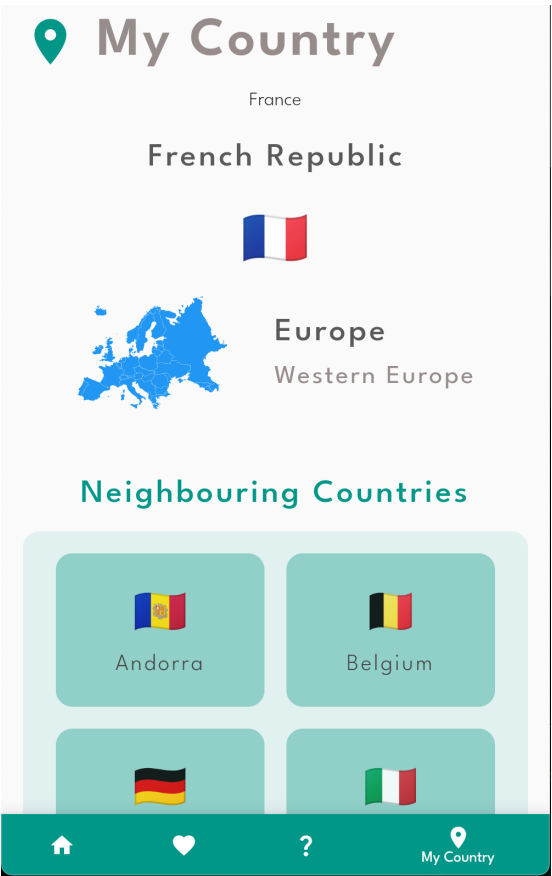 My Country
France
French Republic
Europe
Western Europe
Neighbouring Countries
Andorra
Belgium
?
My Country